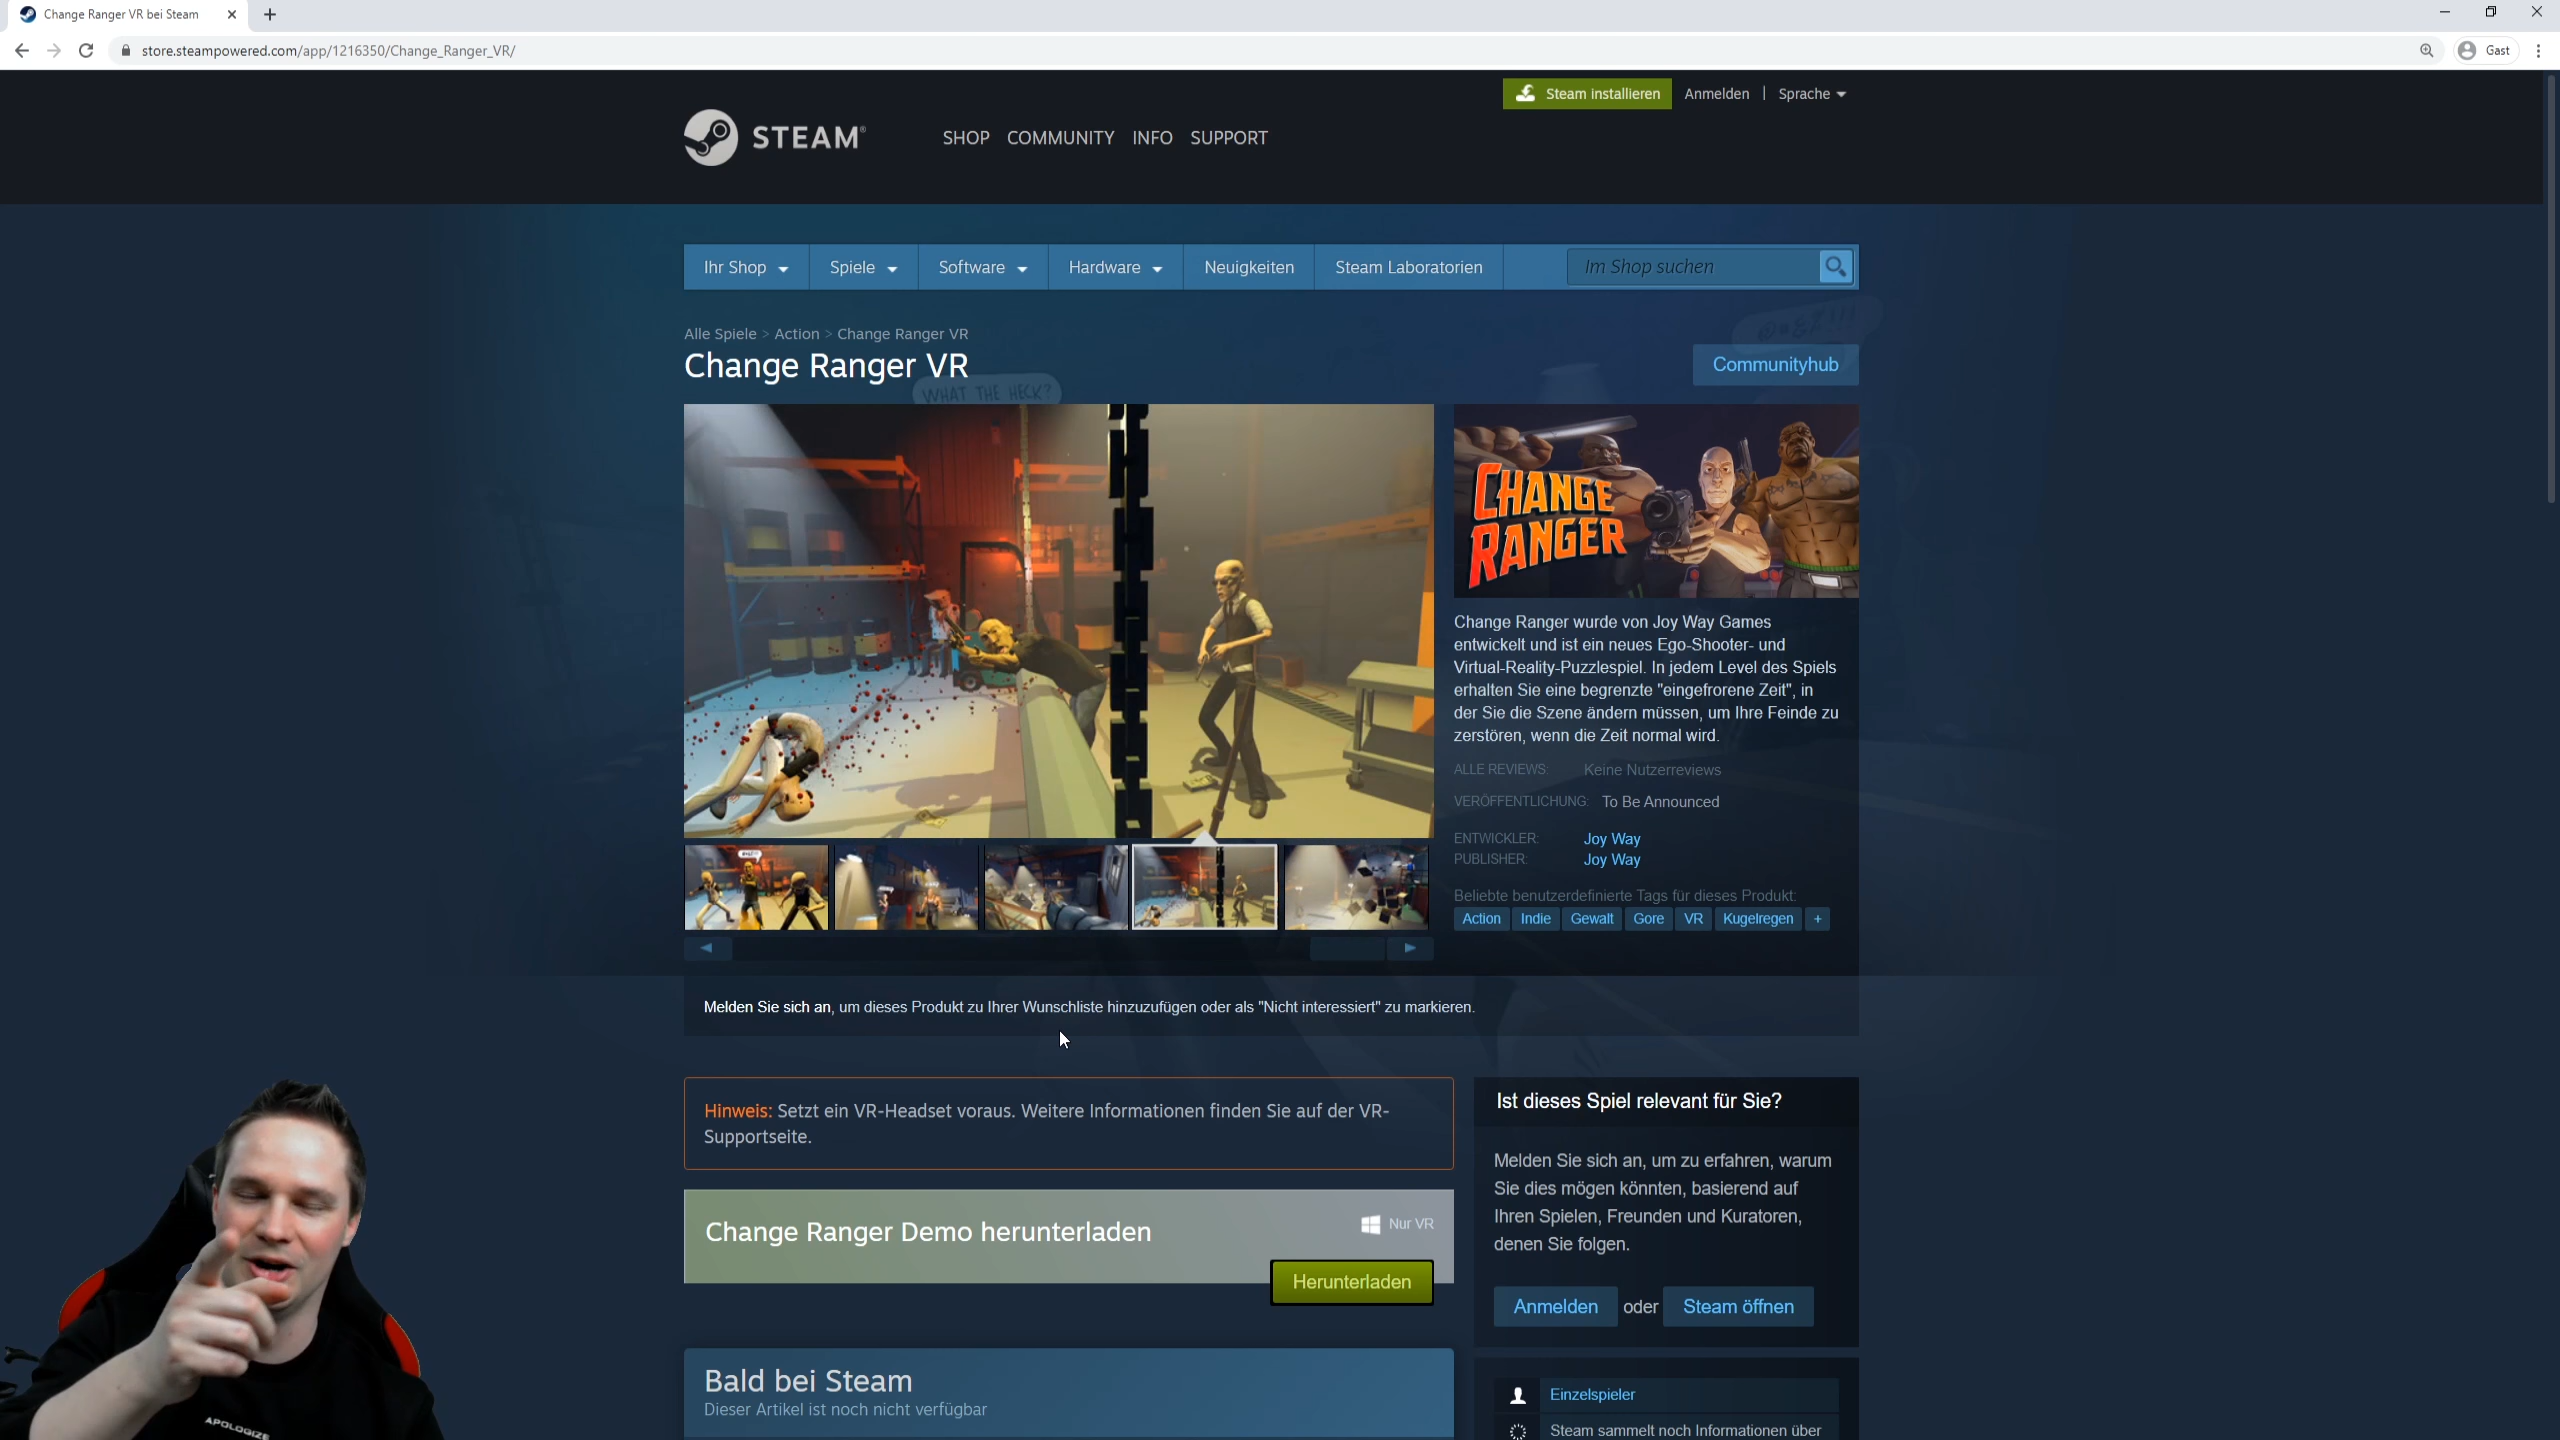 Change Ranger VR bei Steam
store.steampowered.com/app/1216350/Change_Ranger_VR/
Gast
Steam installieren
Anmelden | Sprache
STEAM®
SHOP COMMUNITY INFO SUPPORT
Ihr Shop Spiele Software Hardware Neuigkeiten Steam Laboratorien Im Shop suchen
@*&Z!!!
Alle Spiele > Action > Change Ranger VR
Change Ranger VR
Communityhub
WHAT THE HECK?
CHANGE
RANGER
Change Ranger wurde von Joy Way Games
entwickelt und ist ein neues Ego-Shooter- und
Virtual-Reality-Puzzlespiel. In jedem Level des Spiels
erhalten Sie eine begrenzte "eingefrorene Zeit", in
der Sie die Szene ändern müssen, um Ihre Feinde zu
zerstören, wenn die Zeit normal wird.
ALLE REVIEWS: Keine Nutzerreviews
VERÖFFENTLICHUNG: To Be Announced
ENTWICKLER: Joy Way
PUBLISHER: Joy Way
Beliebte benutzerdefinierte Tags für dieses Produkt:
Action Indie Gewalt Gore VR Kugelregen +
Melden Sie sich an, um dieses Produkt zu Ihrer Wunschliste hinzuzufügen oder als "Nicht interessiert" zu markieren.
Hinweis: Setzt ein VR-Headset voraus. Weitere Informationen finden Sie auf der VR-
Supportseite.
Change Ranger Demo herunterladen
Nur VR
Herunterladen
Bald bei Steam
Dieser Artikel ist noch nicht verfügbar
Ist dieses Spiel relevant für Sie?
Melden Sie sich an, um zu erfahren, warum
Sie dies mögen könnten, basierend auf
Ihren Spielen, Freunden und Kuratoren,
denen Sie folgen.
Anmelden oder Steam öffnen
Einzelspieler
Steam sammelt noch Informationen über
APOLOGIZE